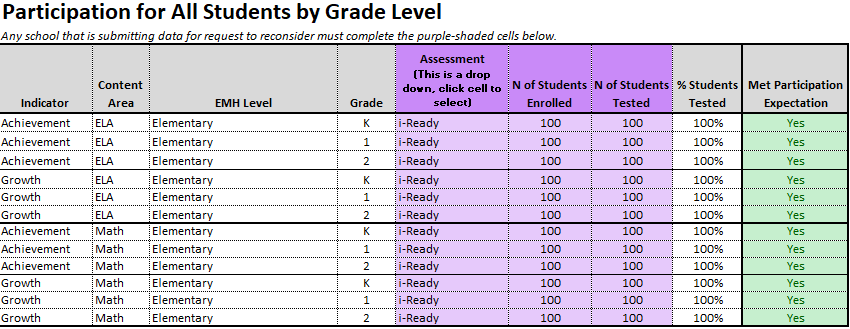 Participation for All Students by Grade Level
Any school that is submitting data for request to reconsider must complete the purple-shaded cells below.
Indicator Content Area EMH Level Grade Assessment (This is a drop down, click cell to select) N of Students Enrolled N of Students Tested % Students Tested Met Participation Expectation
Achievement ELA Elementary K i-Ready 100 100 100% Yes
Achievement ELA Elementary 1 i-Ready 100 100 100% Yes
Achievement ELA Elementary 2 i-Ready 100 100 100% Yes
Growth ELA Elementary K i-Ready 100 100 100% Yes
Growth ELA Elementary 1 i-Ready 100 100 100% Yes
Growth ELA Elementary 2 i-Ready 100 100 100% Yes
Achievement Math Elementary K i-Ready 100 100 100% Yes
Achievement Math Elementary 1 i-Ready 100 100 100% Yes
Achievement Math Elementary 2 i-Ready 100 100 100% Yes
Growth Math Elementary K i-Ready 100 100 100% Yes
Growth Math Elementary 1 i-Ready 100 100 100% Yes
Growth Math Elementary 2 i-Ready 100 100 100% Yes